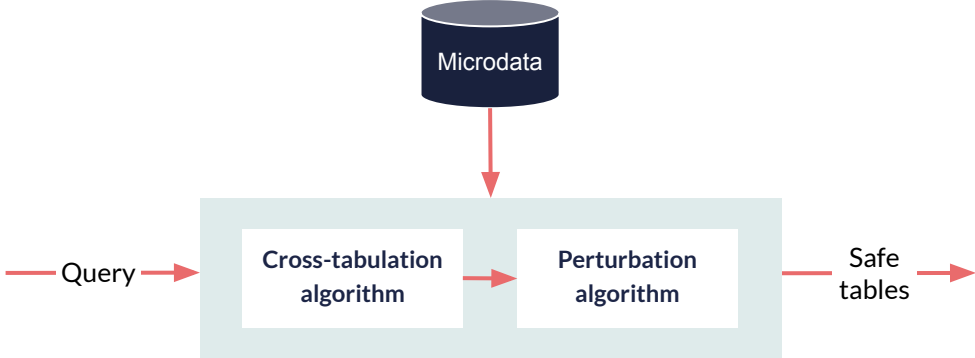 Microdata
Query
Cross-tabulation
algorithm
Perturbation
algorithm
Safe
tables